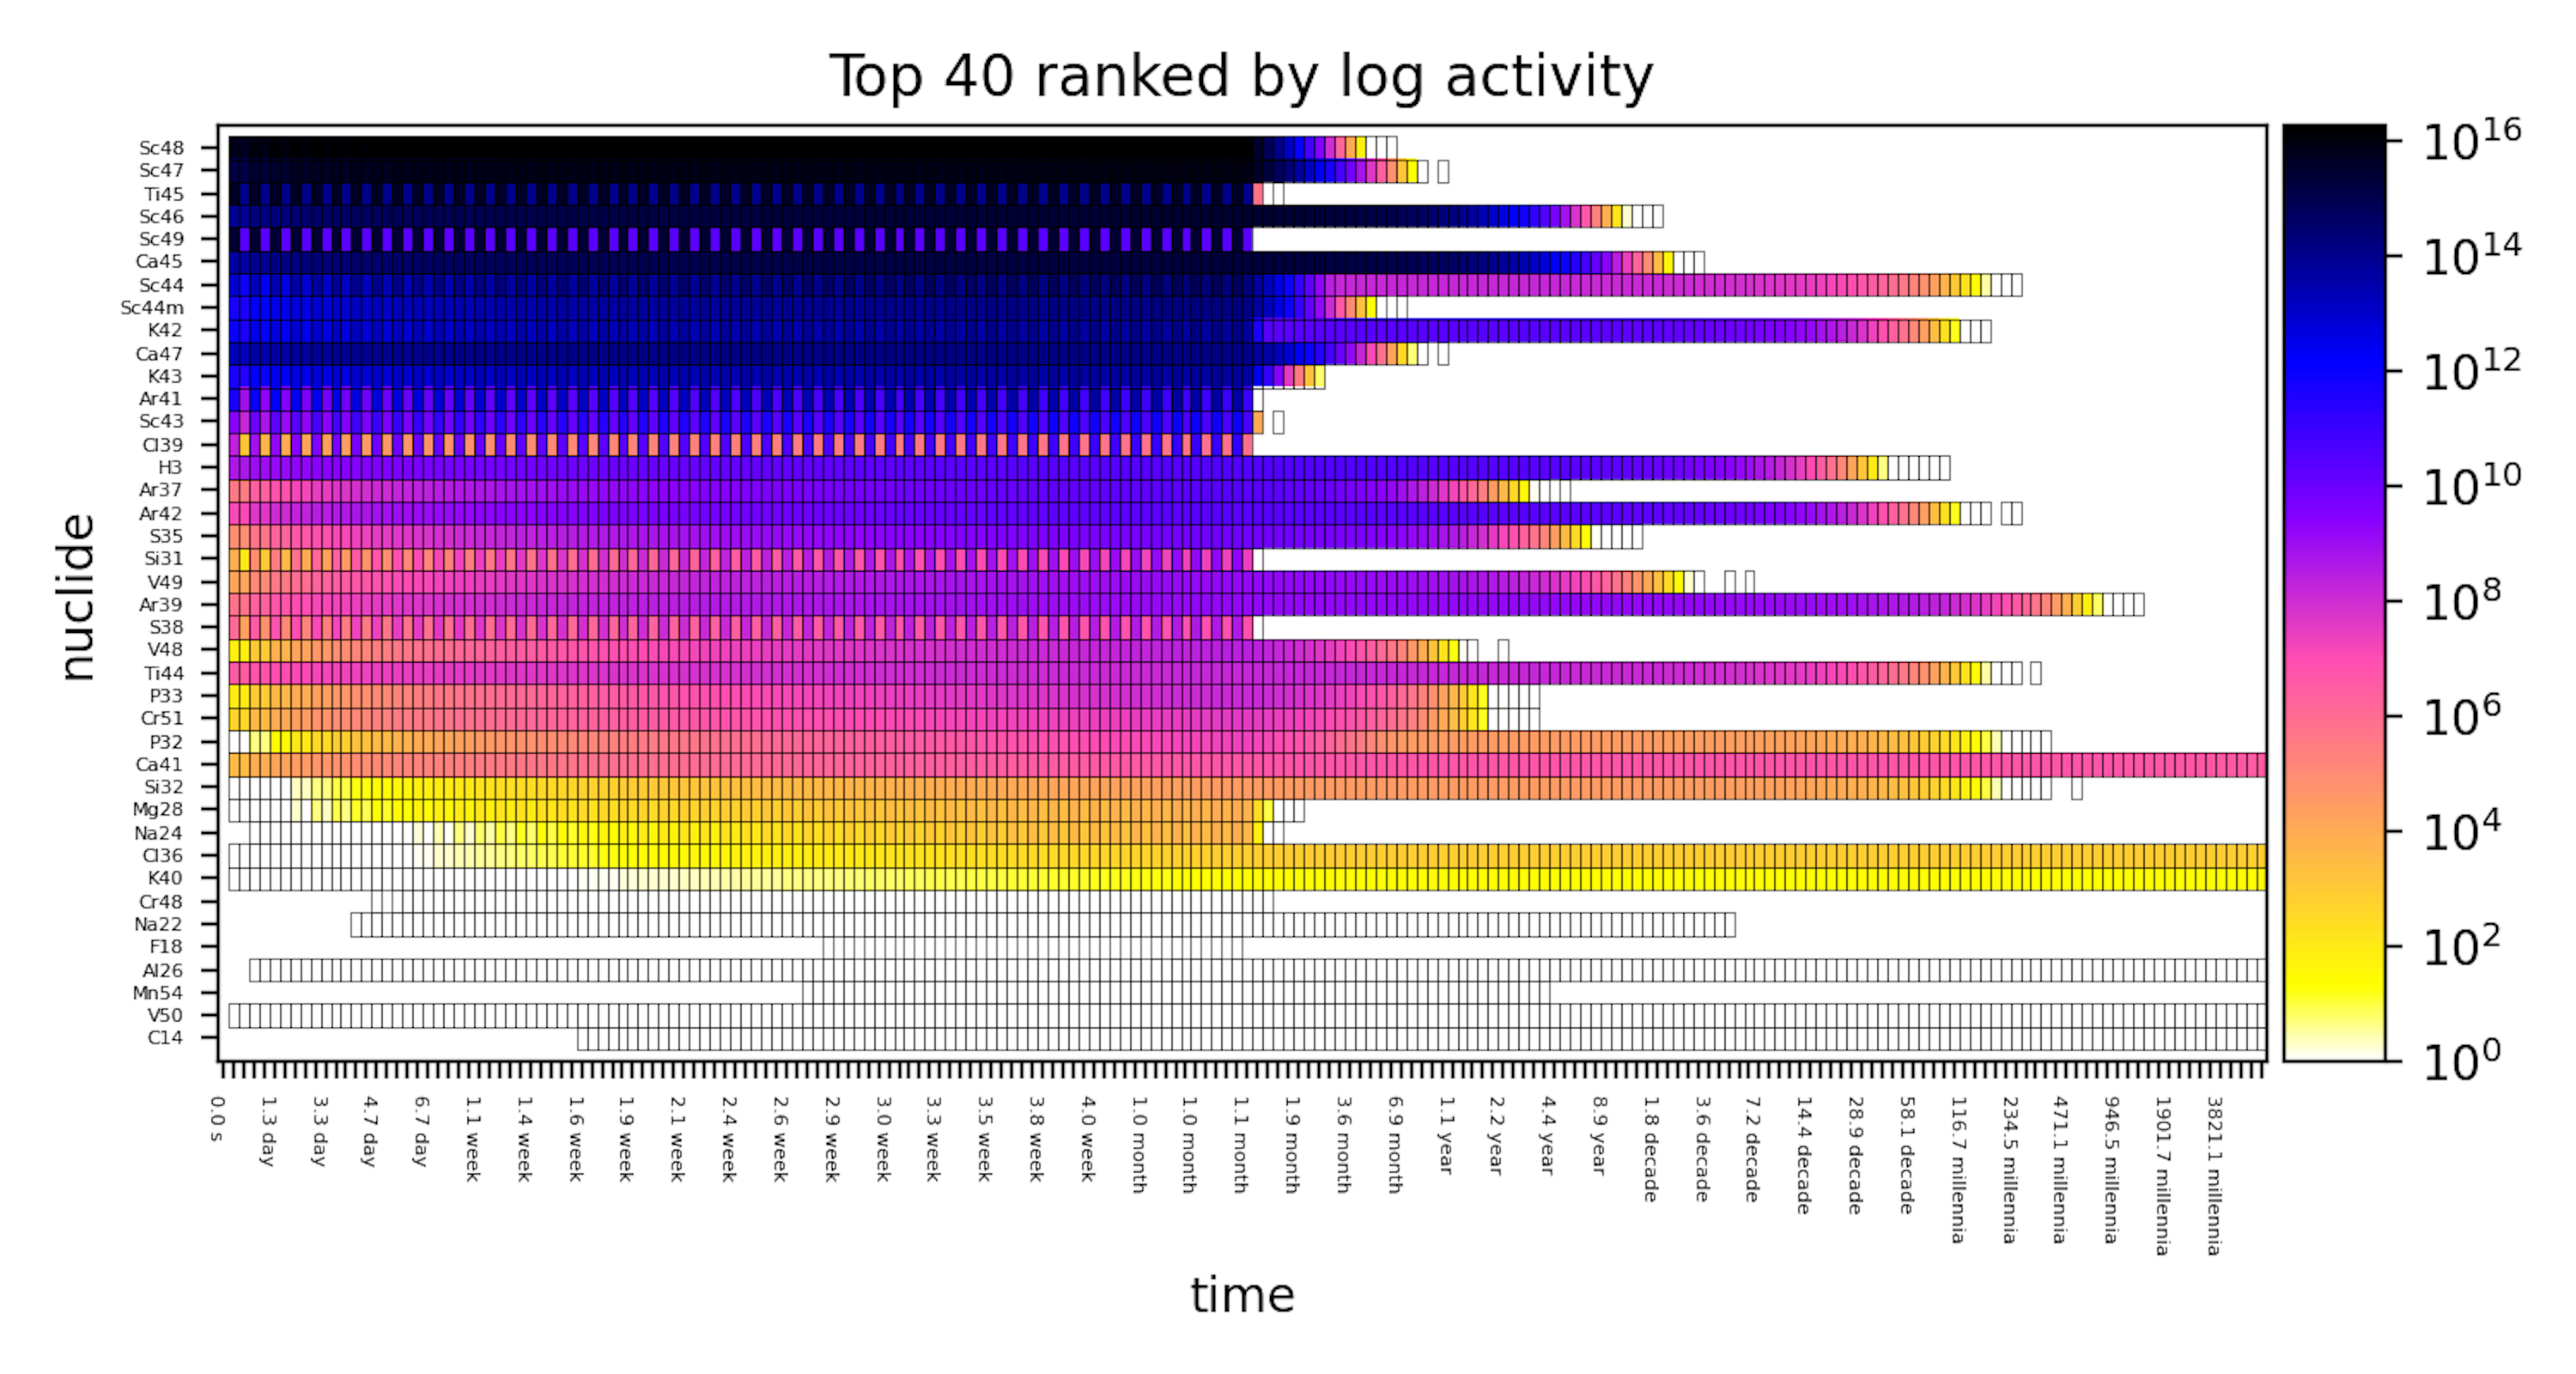 Top 40 ranked by log activity
nuclide
Sc48
Sc47
Ti45
Sc46
Sc49
Ca45
Sc44
Sc44m
K42
Ca47
K43
Ar41
Sc43
Cl39
H3
Ar37
Ar42
S35
Si31
V49
Ar39
S38
V48
Ti44
P33
Cr51
P32
Ca41
Si32
Mg28
Na24
Cl36
K40
Cr48
Na22
F18
Al26
Mn54
V50
C14
0.0 s
1.3 day
3.3 day
4.7 day
6.7 day
1.1 week
1.4 week
1.6 week
1.9 week
2.1 week
2.4 week
2.6 week
2.9 week
3.0 week
3.3 week
3.5 week
3.8 week
4.0 week
1.0 month
1.0 month
1.1 month
1.9 month
3.6 month
6.9 month
1.1 year
2.2 year
4.4 year
8.9 year
1.8 decade
3.6 decade
7.2 decade
14.4 decade
28.9 decade
58.1 decade
116.7 millennia
234.5 millennia
471.1 millennia
946.5 millennia
1901.7 millennia
3821.1 millennia
time
10^16
10^14
10^12
10^10
10^8
10^6
10^4
10^2
10^0